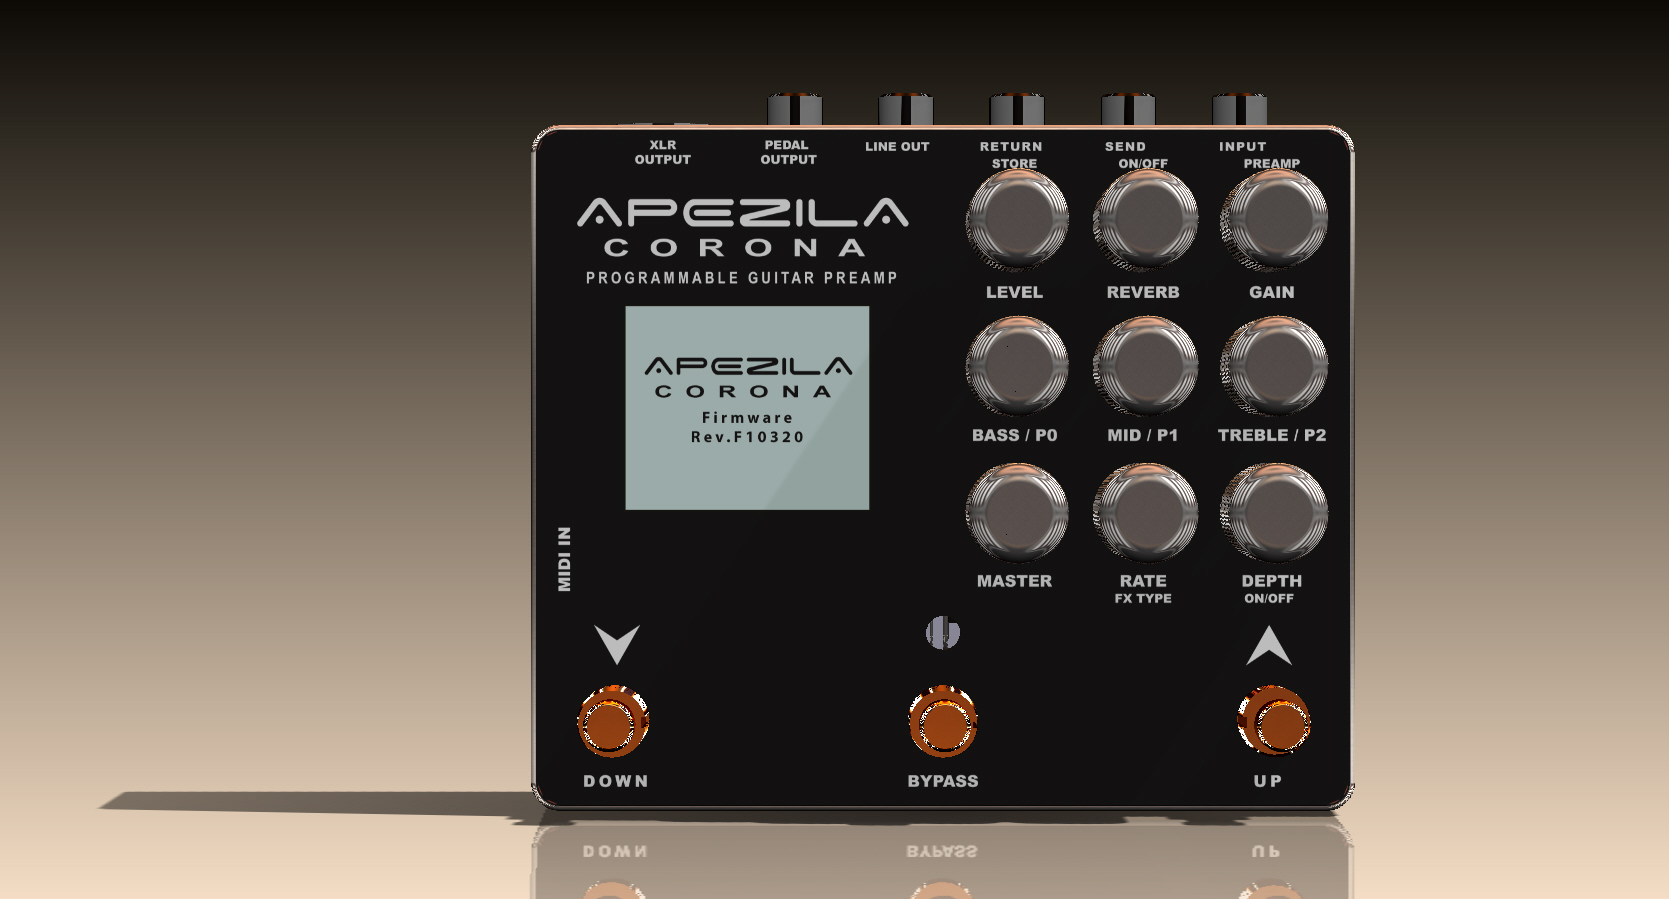 XLR
OUTPUT
PEDAL
OUTPUT
LINE OUT
RETURN
STORE
SEND
ON/OFF
INPUT
PREAMP
APEZILA
CORONA
PROGRAMMABLE GUITAR PREAMP
LEVEL
REVERB
GAIN
APEZILA
CORONA
Firmware
Rev.F10320
BASS / P0
MID / P1
TREBLE / P2
MIDI IN
MASTER
RATE
FX TYPE
DEPTH
ON/OFF
DOWN
BYPASS
UP
DOWN
BYPASS
UP